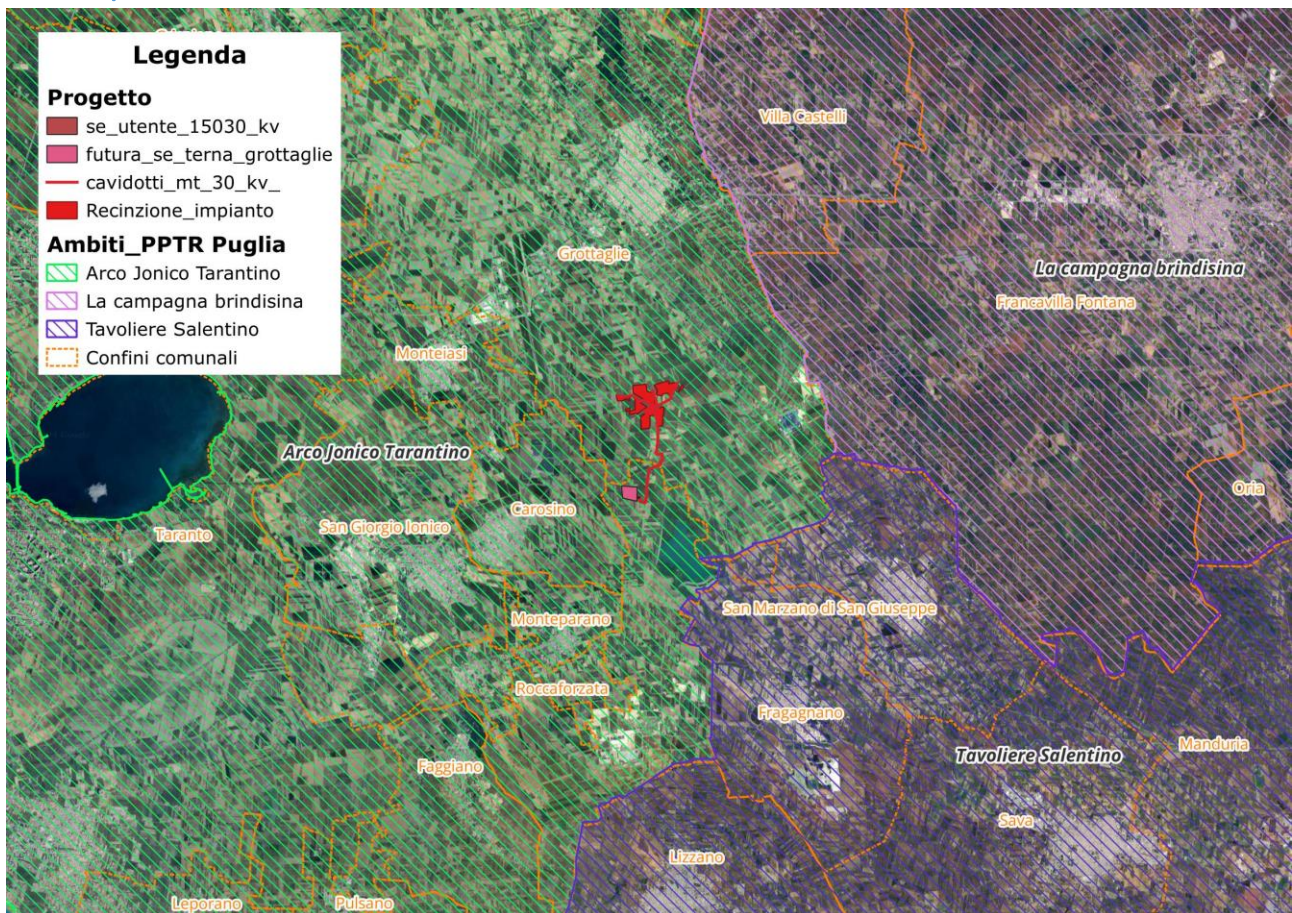 Legenda
Progetto
se_utente_15030_kv
futura_se_terna_grottaglie
cavidotti_mt_30_kv_
Recinzione_impianto
Ambiti_PPTR Puglia
Arco Jonico Tarantino
La campagna brindisina
Tavoliere Salentino
Confini comunali
Villa Castelli
Grottaglie
La campagna brindisina
Francavilla Fontana
Monteiasi
Arco Jonico Tarantino
Oria
Carosino
San Giorgio Ionico
Taranto
San Marzano di San Giuseppe
Monteparano
Roccaforzata
Fragagnano
Manduria
Tavoliere Salentino
Faggiano
Sava
Lizzano
Leporano
Pulsano